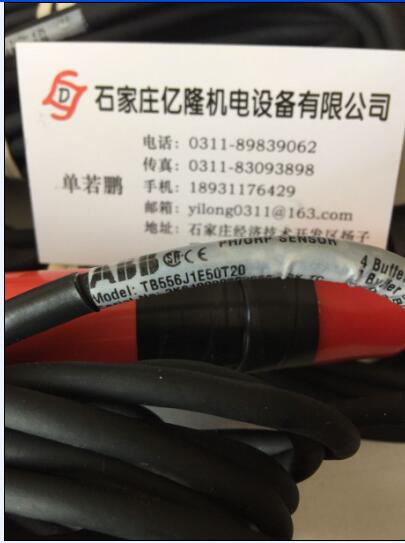 石家庄亿隆机电设备有限公司
电话：0311-89839062
传真：0311-83093898
单若鹏
手机：18931176429
邮箱：yilong0311@163.com
地址：石家庄经济技术开发区扬子
PH/ORP SENSOR
ABB
CE
Model: TB556J1E50T20
4 Buffe